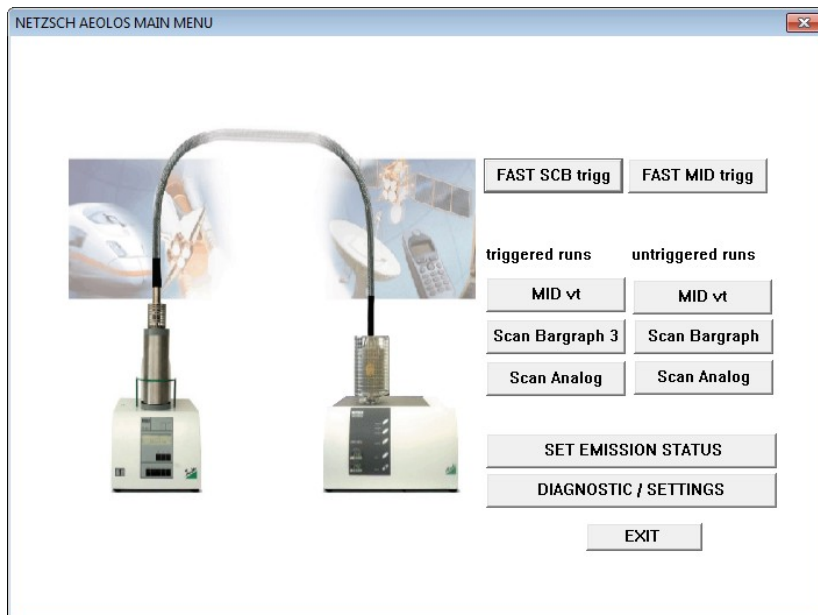 NETZSCH AEOLOS MAIN MENU
FAST SCB trigg
FAST MID trigg
triggered runs
untriggered runs
MID vt
MID vt
Scan Bargraph 3
Scan Bargraph
Scan Analog
Scan Analog
SET EMISSION STATUS
DIAGNOSTIC / SETTINGS
EXIT